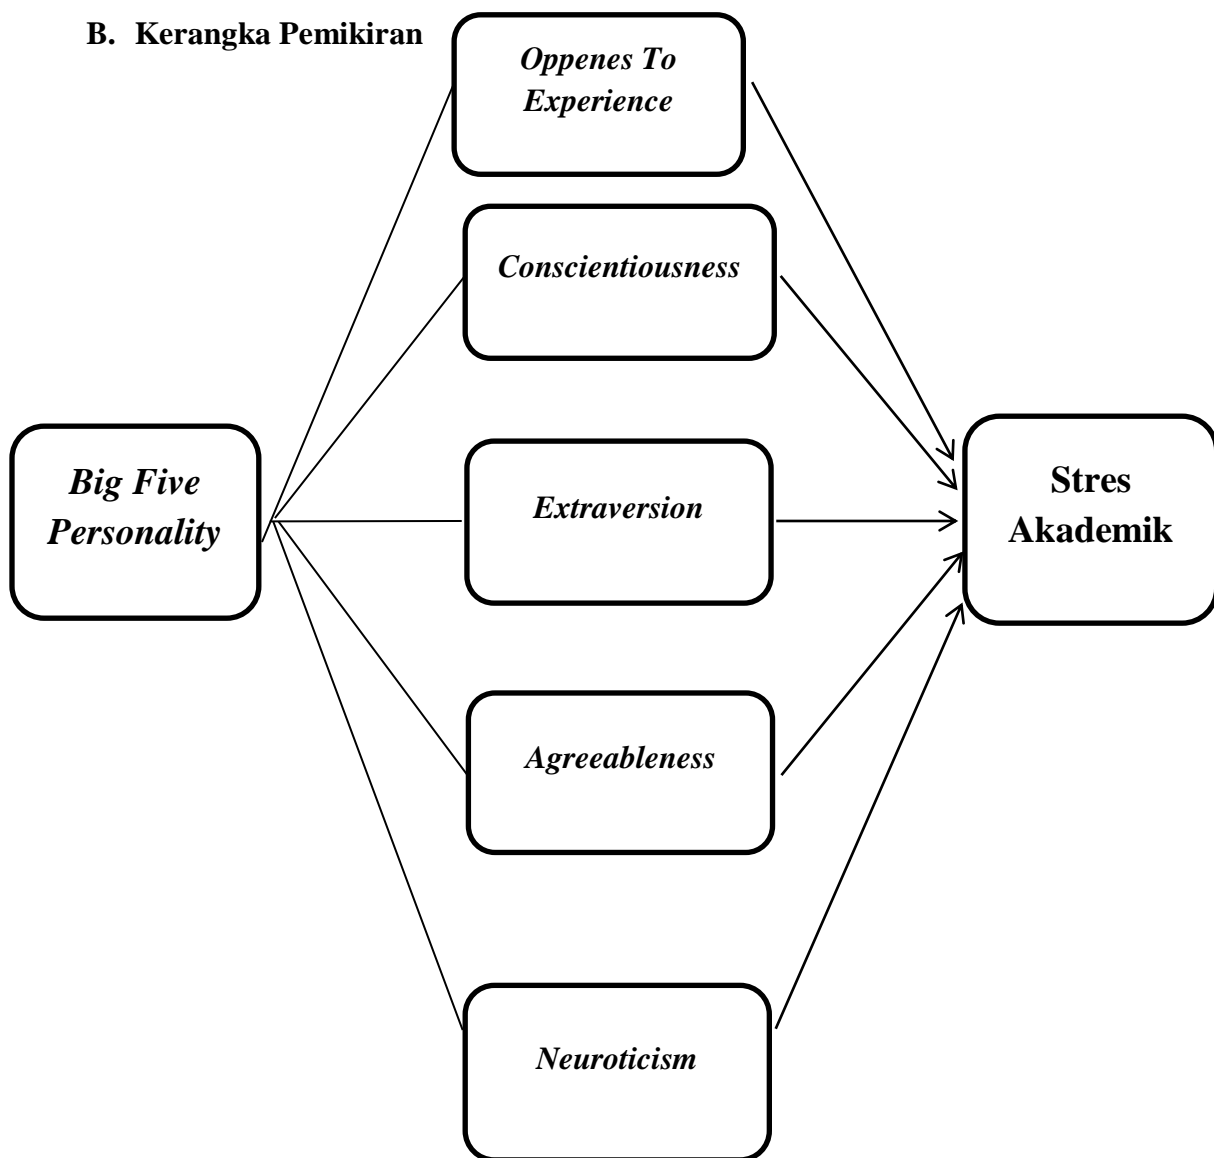 B. Kerangka Pemikiran
Oppenes To
Experience
Conscientiousness
Big Five
Personality
Extraversion
Stres
Akademik
Agreeableness
Neuroticism